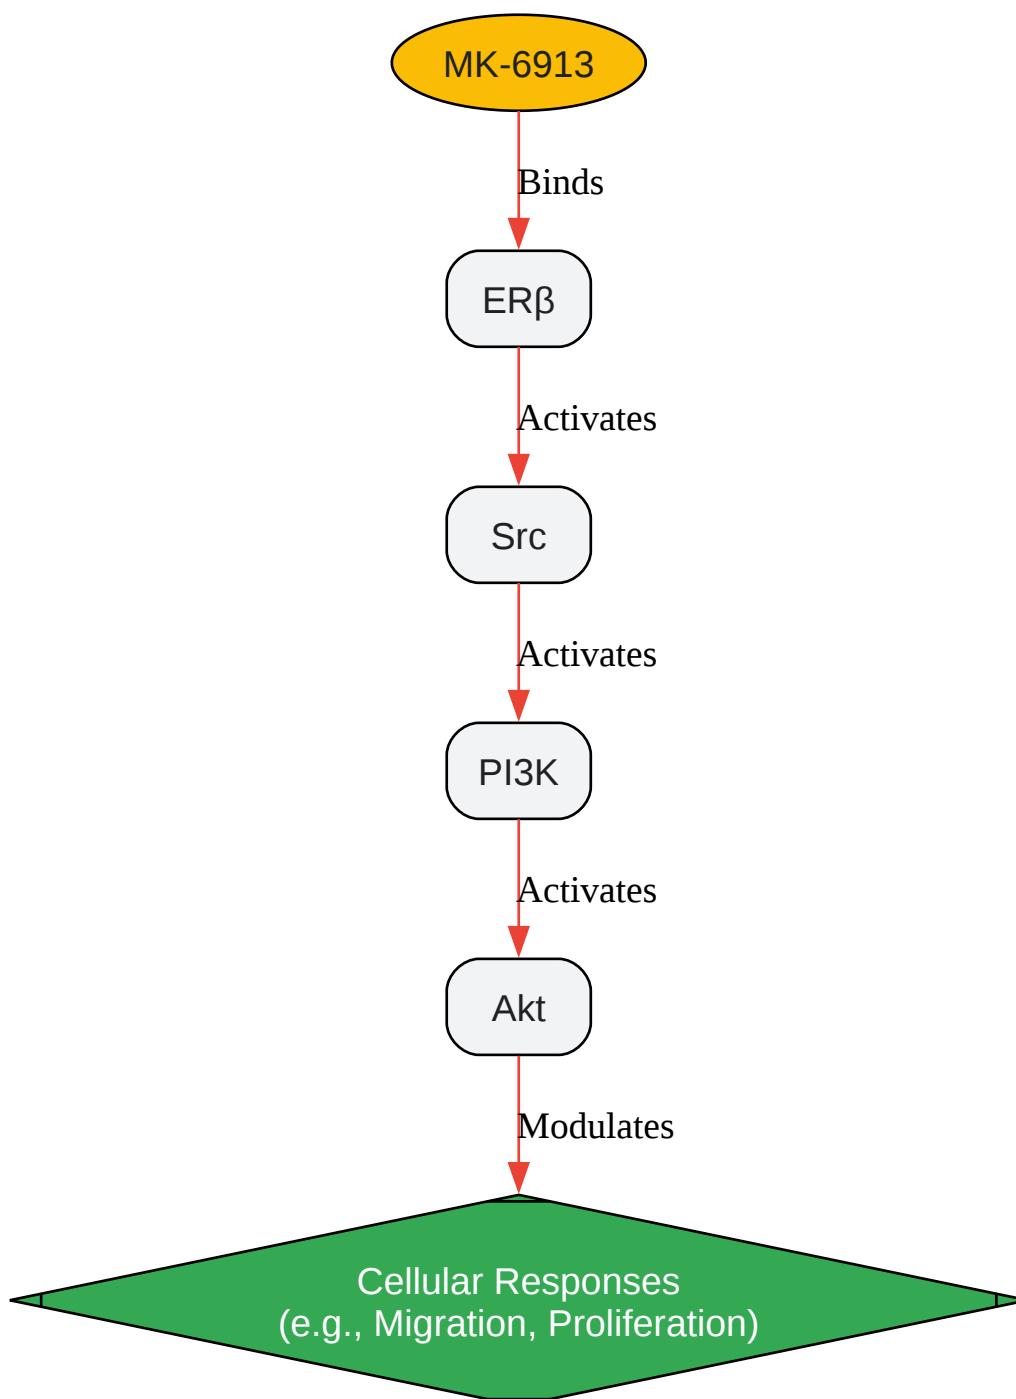 MK-6913
Binds
ERβ
Activates
Src
Activates
PI3K
Activates
Akt
Modulates
Cellular Responses
(e.g., Migration, Proliferation)